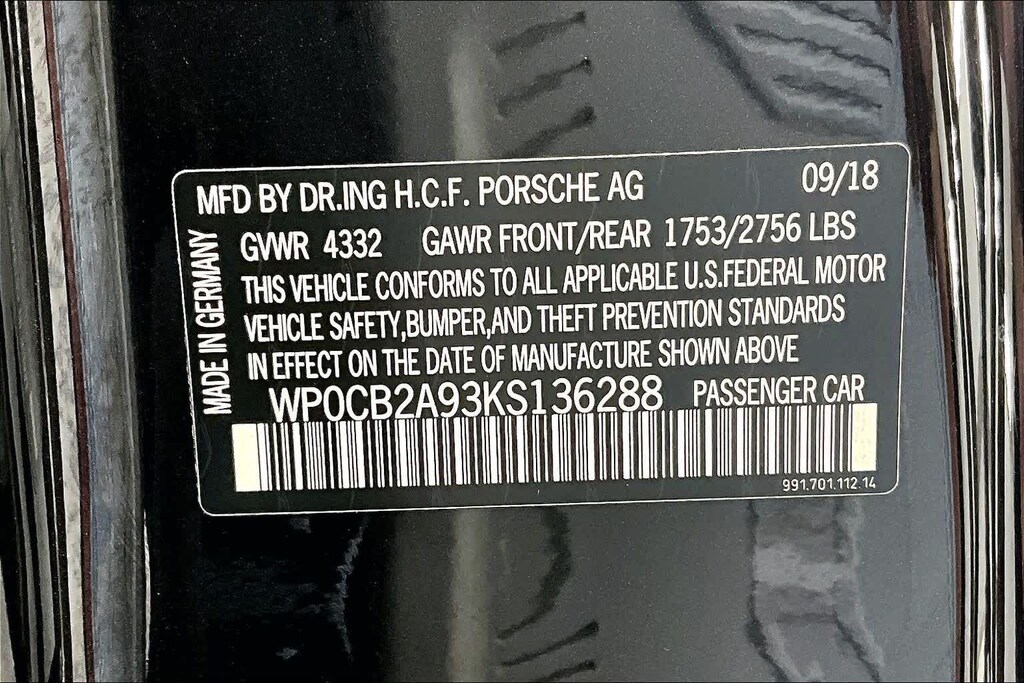 MFD BY DR.ING H.C.F. PORSCHE AG 09/18
GVWR 4332 GAWR FRONT/REAR 1753/2756 LBS
THIS VEHICLE CONFORMS TO ALL APPLICABLE U.S.FEDERAL MOTOR
VEHICLE SAFETY,BUMPER,AND THEFT PREVENTION STANDARDS
IN EFFECT ON THE DATE OF MANUFACTURE SHOWN ABOVE
WP0CB2A93KS136288 PASSENGER CAR
991.701.112.14
MADE IN GERMANY